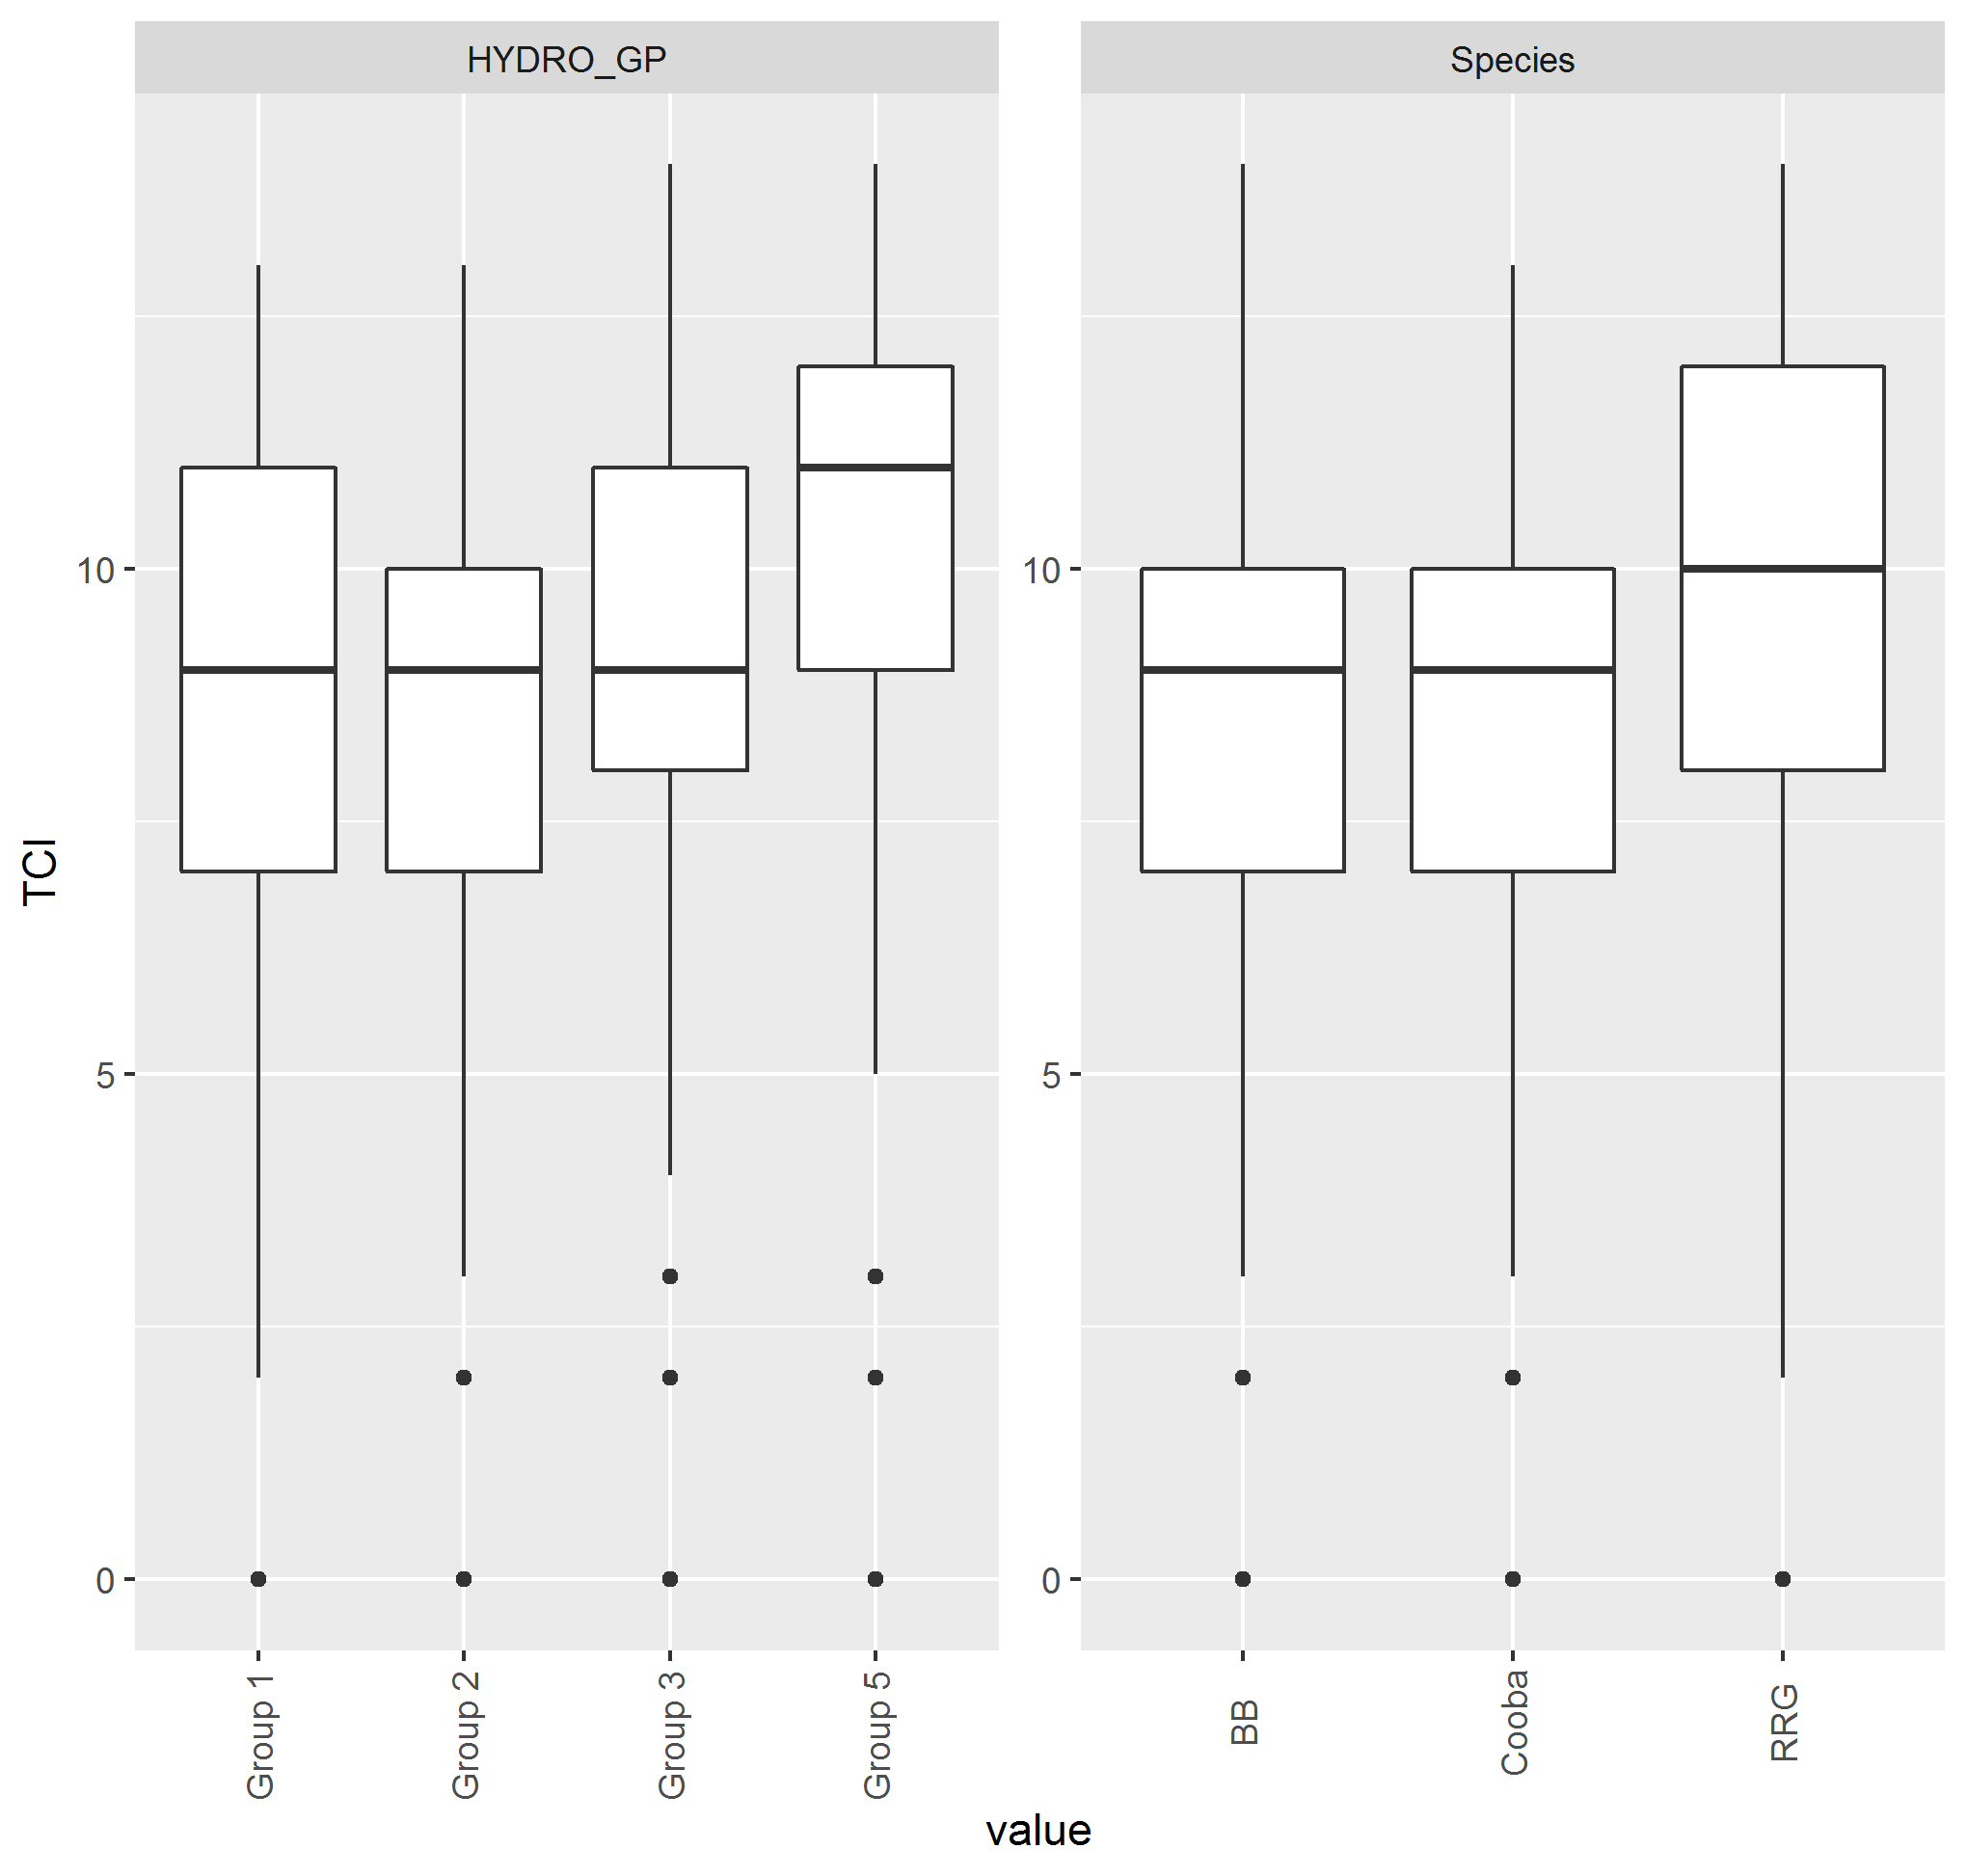 HYDRO_GP
Species
TCI
10
5
0
10
5
0
Group 1
Group 2
Group 3
Group 5
BB
Cooba
RRG
value